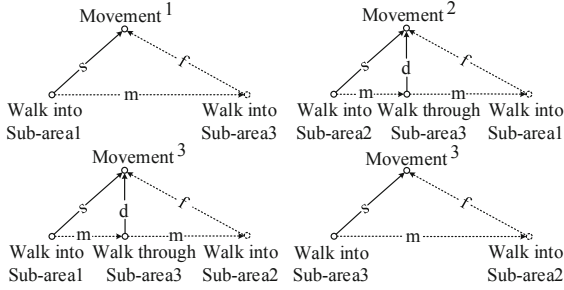 Movement 1
s
f
m
Walk into
Sub-area1
Walk into
Sub-area3
Movement 2
s
d
f
m
m
Walk into
Sub-area2
Walk through
Sub-area3
Walk into
Sub-area1
Movement 3
s
d
f
m
m
Walk into
Sub-area1
Walk through
Sub-area3
Walk into
Sub-area2
Movement 3
s
f
m
Walk into
Sub-area3
Walk into
Sub-area2